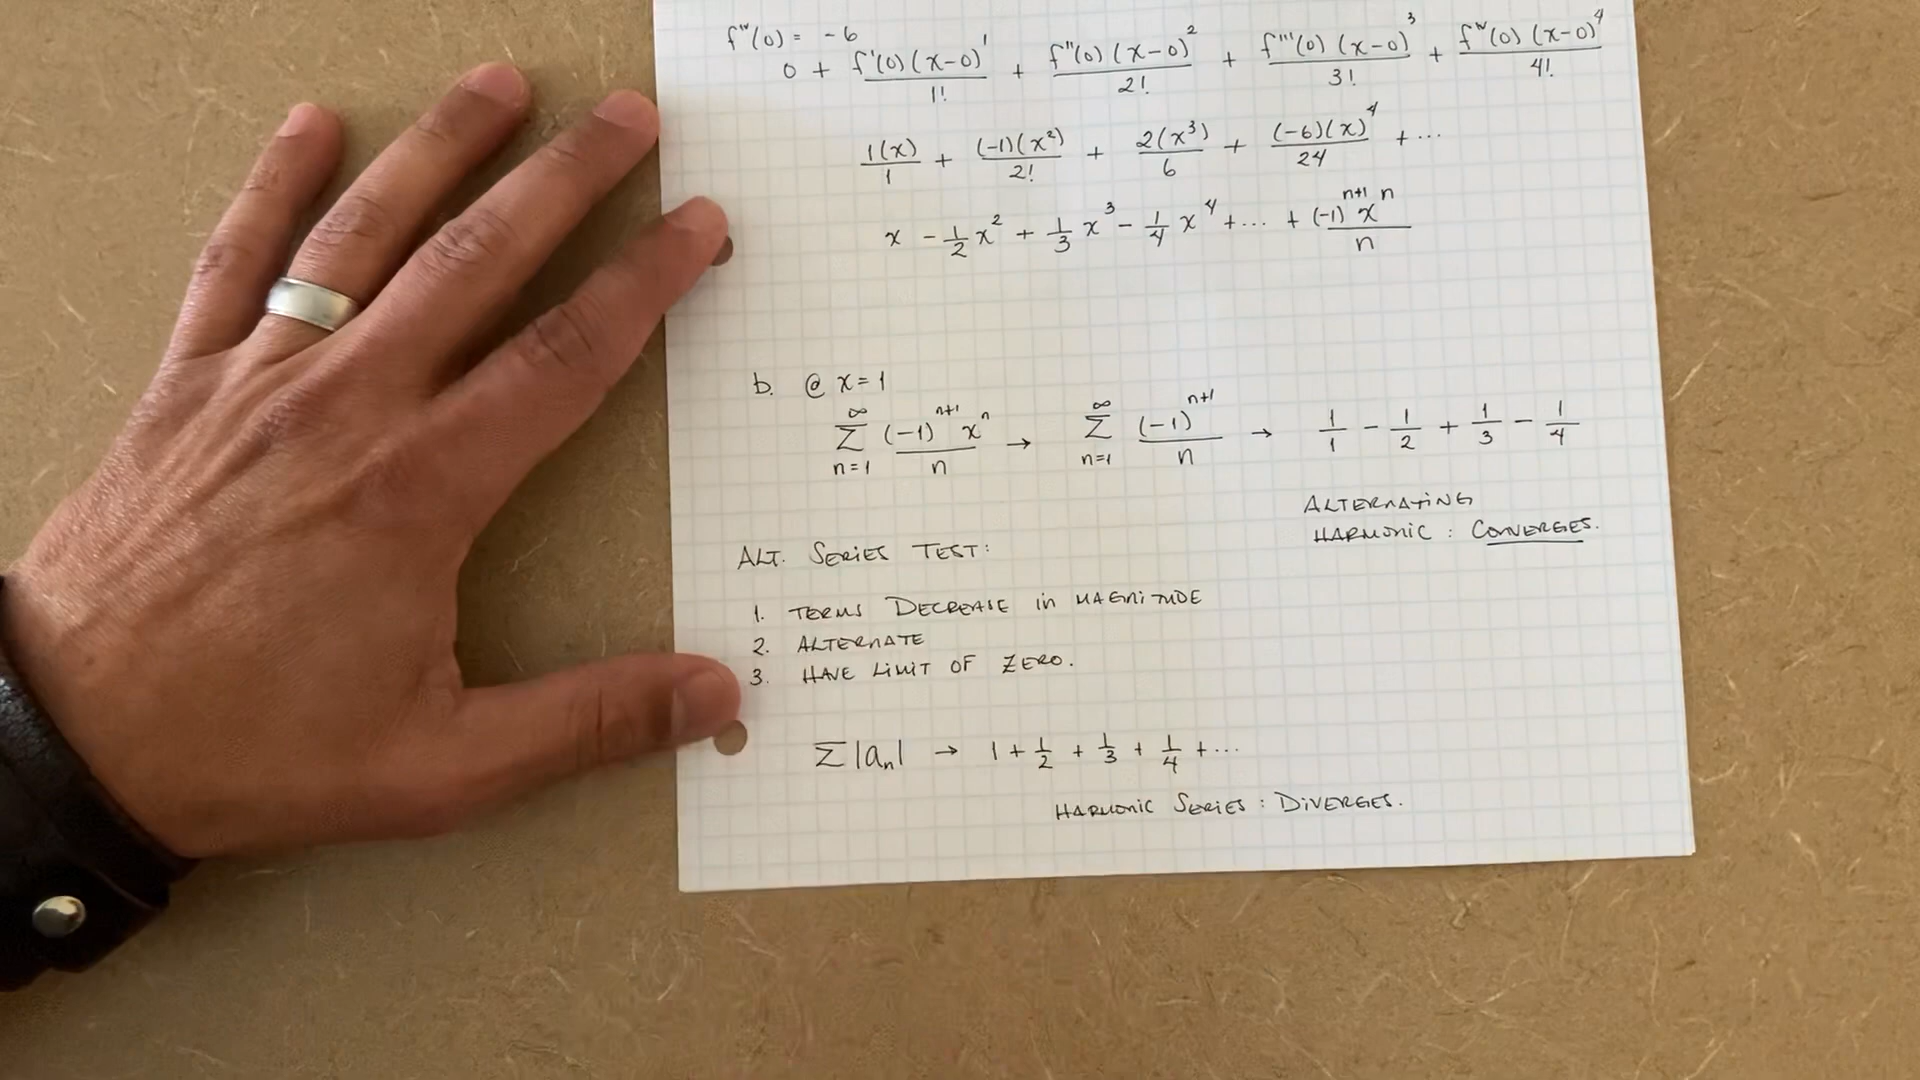 fⁱᵛ(0) = -6
0 + f'(0)(x-0)¹/1! + f''(0)(x-0)²/2! + f'''(0)(x-0)³/3! + fⁱᵛ(0)(x-0)⁴/4!
1(x)/1 + (-1)(x²)/2! + 2(x³)/6 + (-6)(x)⁴/24 + ...
x - 1/2 x² + 1/3 x³ - 1/4 x⁴ + ... + (-1)ⁿ⁺¹ xⁿ/n
b. @ x = 1
∞ Σ n=1 (-1)ⁿ⁺¹ xⁿ/n → ∞ Σ n=1 (-1)ⁿ⁺¹/n → 1/1 - 1/2 + 1/3 - 1/4
ALTERNATING
HARMONIC : CONVERGES.
ALT. SERIES TEST:
1. TERMS DECREASE in MAGNITUDE
2. ALTERNATE
3. HAVE LIMIT OF ZERO.
Σ|aₙ| → 1 + 1/2 + 1/3 + 1/4 + ...
HARMONIC SERIES : DIVERGES.